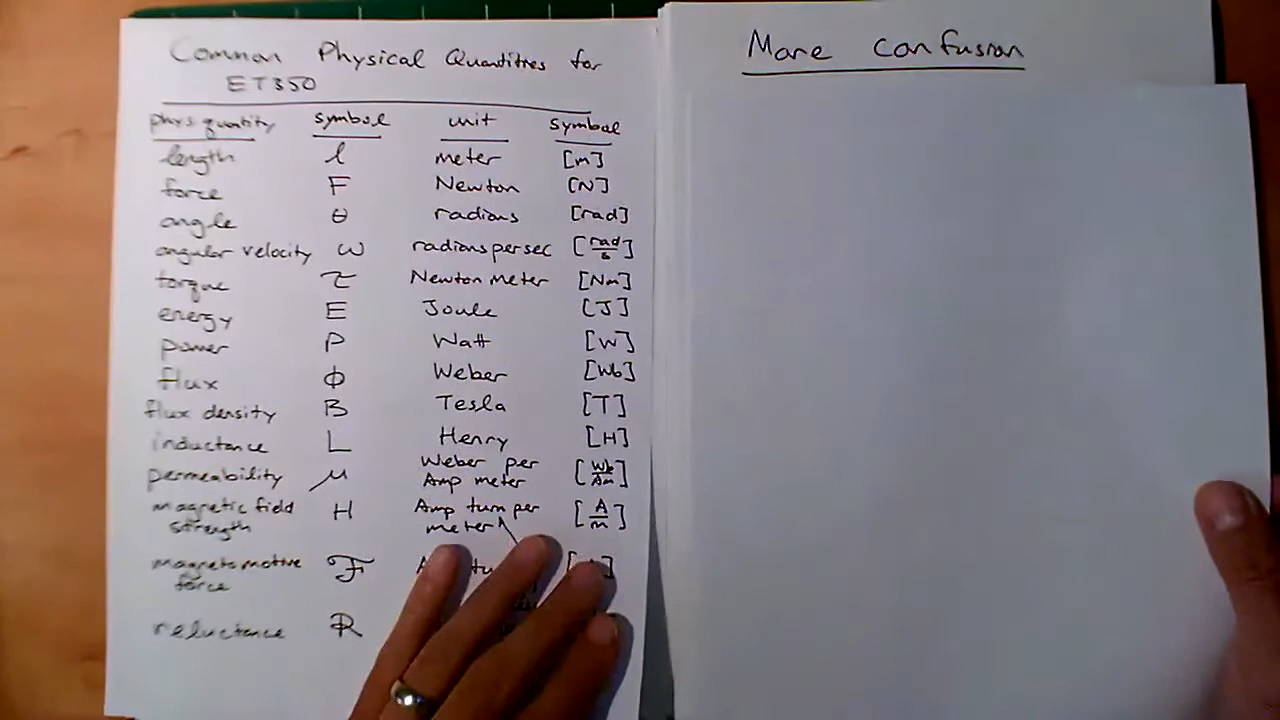 Common Physical Quantities for
ET350
phys. quantity symbol unit symbol
length l meter [m]
force F Newton [N]
angle θ radians [rad]
angular velocity ω radians per sec [rad/s]
torque τ Newton meter [Nm]
energy E Joule [J]
power P Watt [W]
flux ϕ Weber [Wb]
flux density B Tesla [T]
inductance L Henry [H]
permeability μ Weber per Amp meter [Wb/Am]
magnetic field strength H Amp turn per meter [A/m]
magnetomotive force ℱ
reluctance R
More confusion